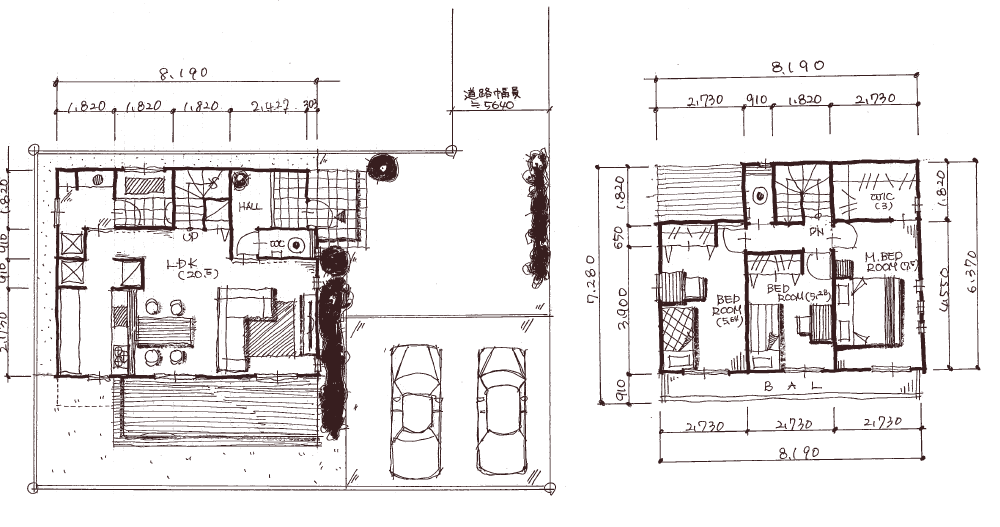 8.190
1.820 1.820 1.820 2.427 303
道路幅員
≒5640
1.820
910
910
2.730
HALL
UP
WC
LDK
(20.5)
8.190
2.730 910 1.820 2.730
7.280
1.820
650
3.900
910
WIC
(3)
DN
M.BED
ROOM(7.5)
BED
ROOM
(5.64)
BED
ROOM(5.28)
BAL
1.820
4.550
6.370
2.730 2.730 2.730
8.190